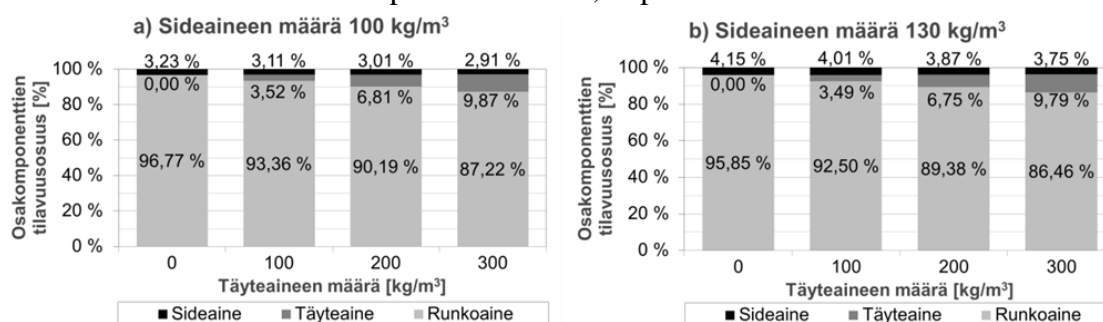 a) Sideaineen määrä 100 kg/m³
3,23 % 3,11 % 3,01 % 2,91 %
100 %
0,00 % 3,52 % 6,81 % 9,87 %
80 %
60 %
96,77 % 93,36 % 90,19 % 87,22 %
40 %
20 %
0 %
Osakomponenttien
tilavuusosuus [%]
0 100 200 300
Täyteaineen määrä [kg/m³]
Sideaine Täyteaine Runkoaine
b) Sideaineen määrä 130 kg/m³
4,15 % 4,01 % 3,87 % 3,75 %
100 %
0,00 % 3,49 % 6,75 % 9,79 %
80 %
60 %
95,85 % 92,50 % 89,38 % 86,46 %
40 %
20 %
0 %
Osakomponenttien
tilavuusosuus [%]
0 100 200 300
Täyteaineen määrä [kg/m³]
Sideaine Täyteaine Runkoaine